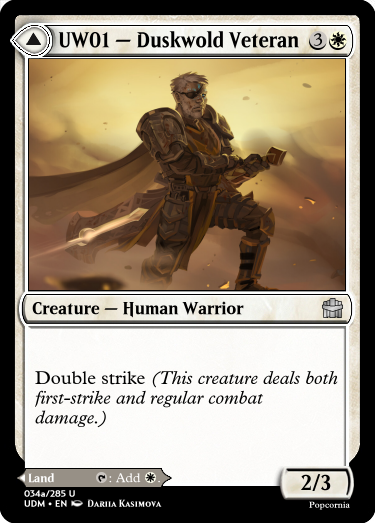 UW01 — Duskwold Veteran 3
Creature — Human Warrior
Double strike (This creature deals both
first-strike and regular combat
damage.)
Land : Add .
2/3
034a/285 U
UDM • EN Dariia Kasimova
Popcornia